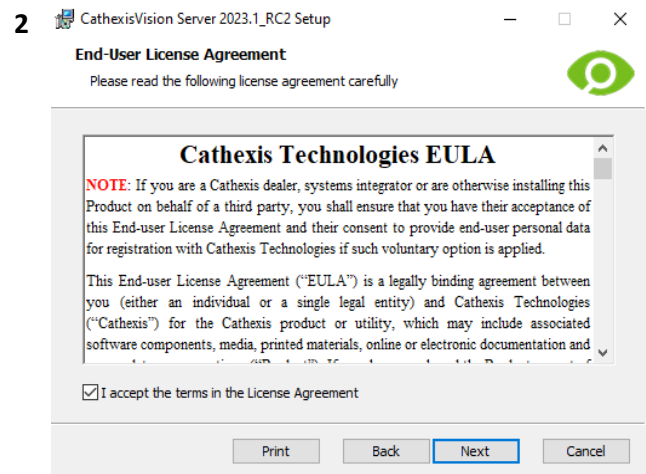 2
CathexisVision Server 2023.1_RC2 Setup
End-User License Agreement
Please read the following license agreement carefully
Cathexis Technologies EULA
NOTE: If you are a Cathexis dealer, systems integrator or are otherwise installing this
Product on behalf of a third party, you shall ensure that you have their acceptance of
this End-user License Agreement and their consent to provide end-user personal data
for registration with Cathexis Technologies if such voluntary option is applied.
This End-user License Agreement (“EULA”) is a legally binding agreement between
you (either an individual or a single legal entity) and Cathexis Technologies
(“Cathexis”) for the Cathexis product or utility, which may include associated
software components, media, printed materials, online or electronic documentation and
I accept the terms in the License Agreement
Print Back Next Cancel